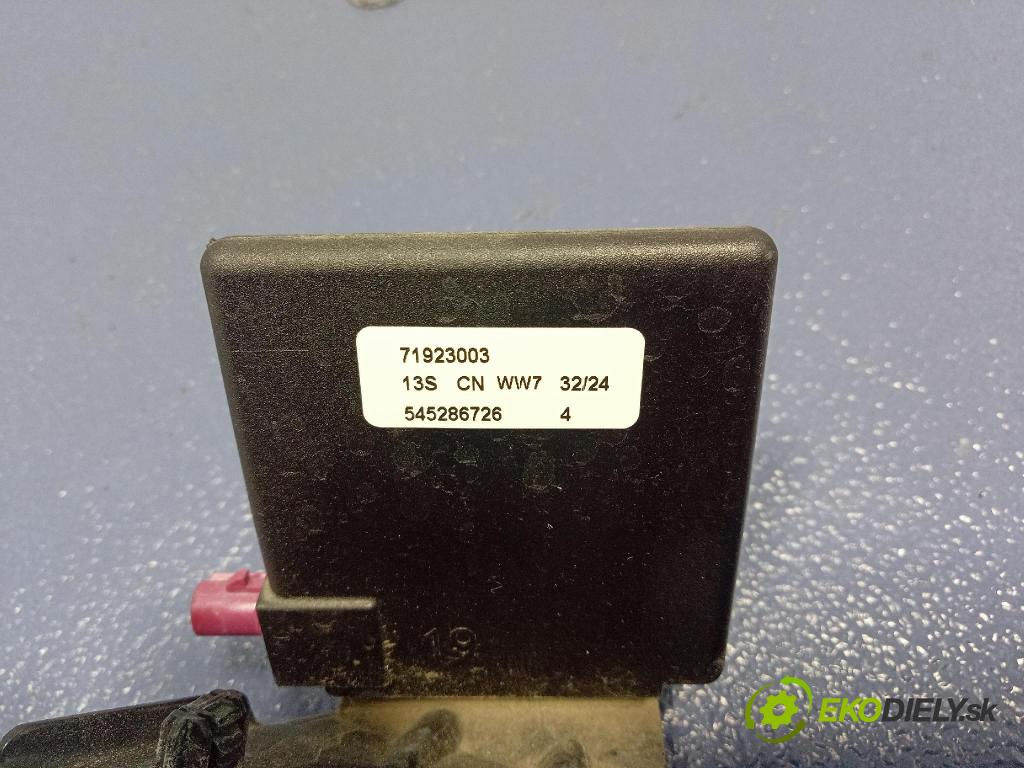 71923003
13S CN WW7 32/24
545286726 4
19
EKODIELY.sk